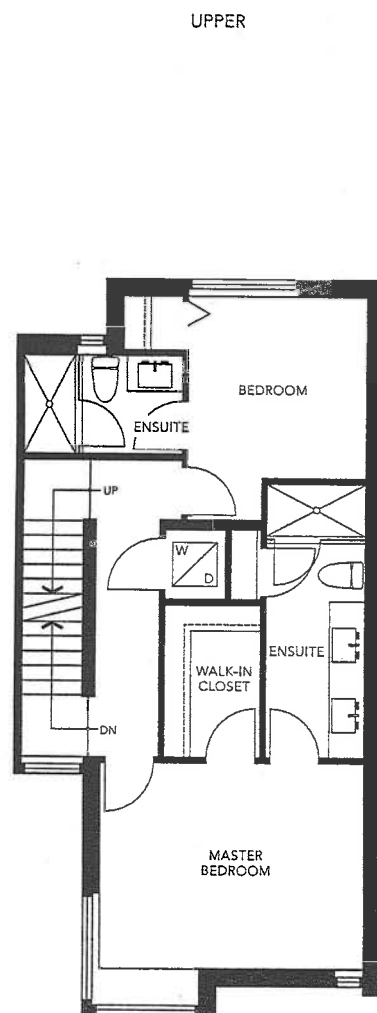 UPPER
BEDROOM
ENSUITE
UP
W
D
ENSUITE
WALK-IN
CLOSET
DN
MASTER
BEDROOM